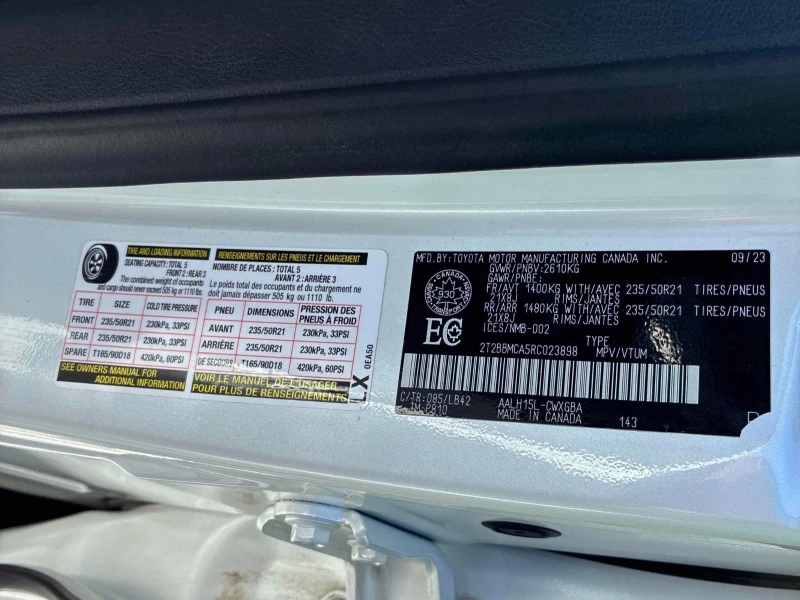 TIRE AND LOADING INFORMATION
SEATING CAPACITY: TOTAL 5
FRONT 2 : REAR 3
The combined weight of occupants
and cargo should never exceed 505 kg or 1110 lbs.
TIRE SIZE COLD TIRE PRESSURE
FRONT 235/50R21 230kPa, 33PSI
REAR 235/50R21 230kPa, 33PSI
SPARE T165/90D18 420kPa, 60PSI
SEE OWNERS MANUAL FOR
ADDITIONAL INFORMATION
RENSEIGNEMENTS SUR LES PNEUS ET LE CHARGEMENT
NOMBRE DE PLACES : TOTAL 5
AVANT 2 : ARRIÈRE 3
Le poids total des occupants et du chargement ne
doit jamais dépasser 505 kg ou 1110 lb.
PNEU DIMENSIONS PRESSION DES PNEUS À FROID
AVANT 235/50R21 230kPa, 33PSI
ARRIÈRE 235/50R21 230kPa, 33PSI
DE SECOURS T165/90D18 420kPa, 60PSI
VOIR LE MANUEL DE L'USAGER
POUR PLUS DE RENSEIGNEMENTS
LX 0EA50
MFD.BY:TOYOTA MOTOR MANUFACTURING CANADA INC. 09/23
GVWR/PNBV:2610KG
GAWR/PNBE:
FR/AVT 1400KG WITH/AVEC 235/50R21 TIRES/PNEUS
21X8J RIMS/JANTES
RR/ARR 1480KG WITH/AVEC 235/50R21 TIRES/PNEUS
21X8J RIMS/JANTES
ICES/NMB-002
930
EC
TYPE
2T2BBMCA5RC023898 MPV/VTUM
C/TR:085/LB42 AALH15L-CWXGBA
TM-P810 MADE IN CANADA 143